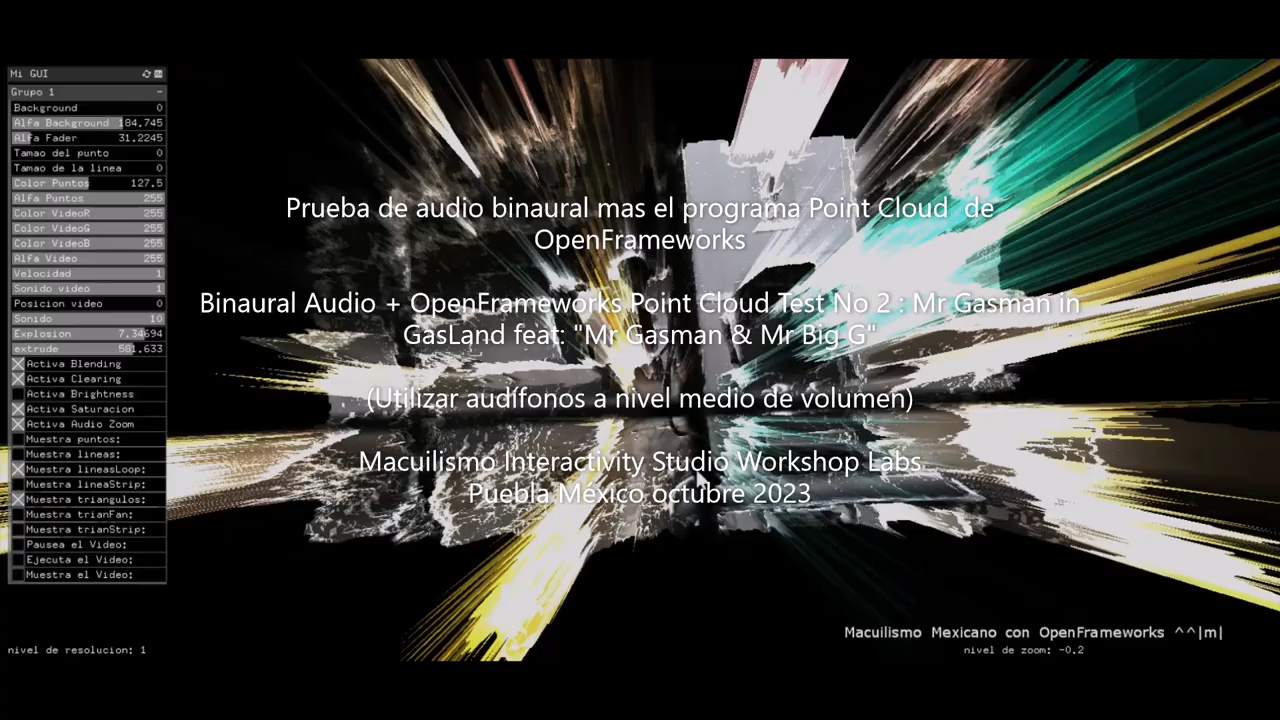 Mi GUI
Grupo 1 -
Background 0
Alfa Background 184.745
Alfa Fader 31.2245
Tamao del punto 0
Tamao de la linea 0
Color Puntos 127.5
Alfa Puntos 255
Color VideoR 255
Color VideoG 255
Color VideoB 255
Alfa Video 255
Velocidad 1
Sonido video 1
Posicion video 0
Sonido 10
Explosion 7.34694
extrude 581.633
Activa Blending
Activa Clearing
Activa Brightness
Activa Saturacion
Activa Audio Zoom
Muestra puntos:
Muestra lineas:
Muestra lineasLoop:
Muestra lineaStrip:
Muestra triangulos:
Muestra trianFan:
Muestra trianStrip:
Pausea el Video:
Ejecuta el Video:
Muestra el Video:
nivel de resolucion: 1
Prueba de audio binaural mas el programa Point Cloud  de
OpenFrameworks
Binaural Audio + OpenFrameworks Point Cloud Test No 2 : Mr Gasman in
GasLand feat: "Mr Gasman & Mr Big G"
(Utilizar audífonos a nivel medio de volumen)
Macuilismo Interactivity Studio Workshop Labs
Puebla México octubre 2023
Macuilismo Mexicano con OpenFrameworks ^^|m|
nivel de zoom: -0.2